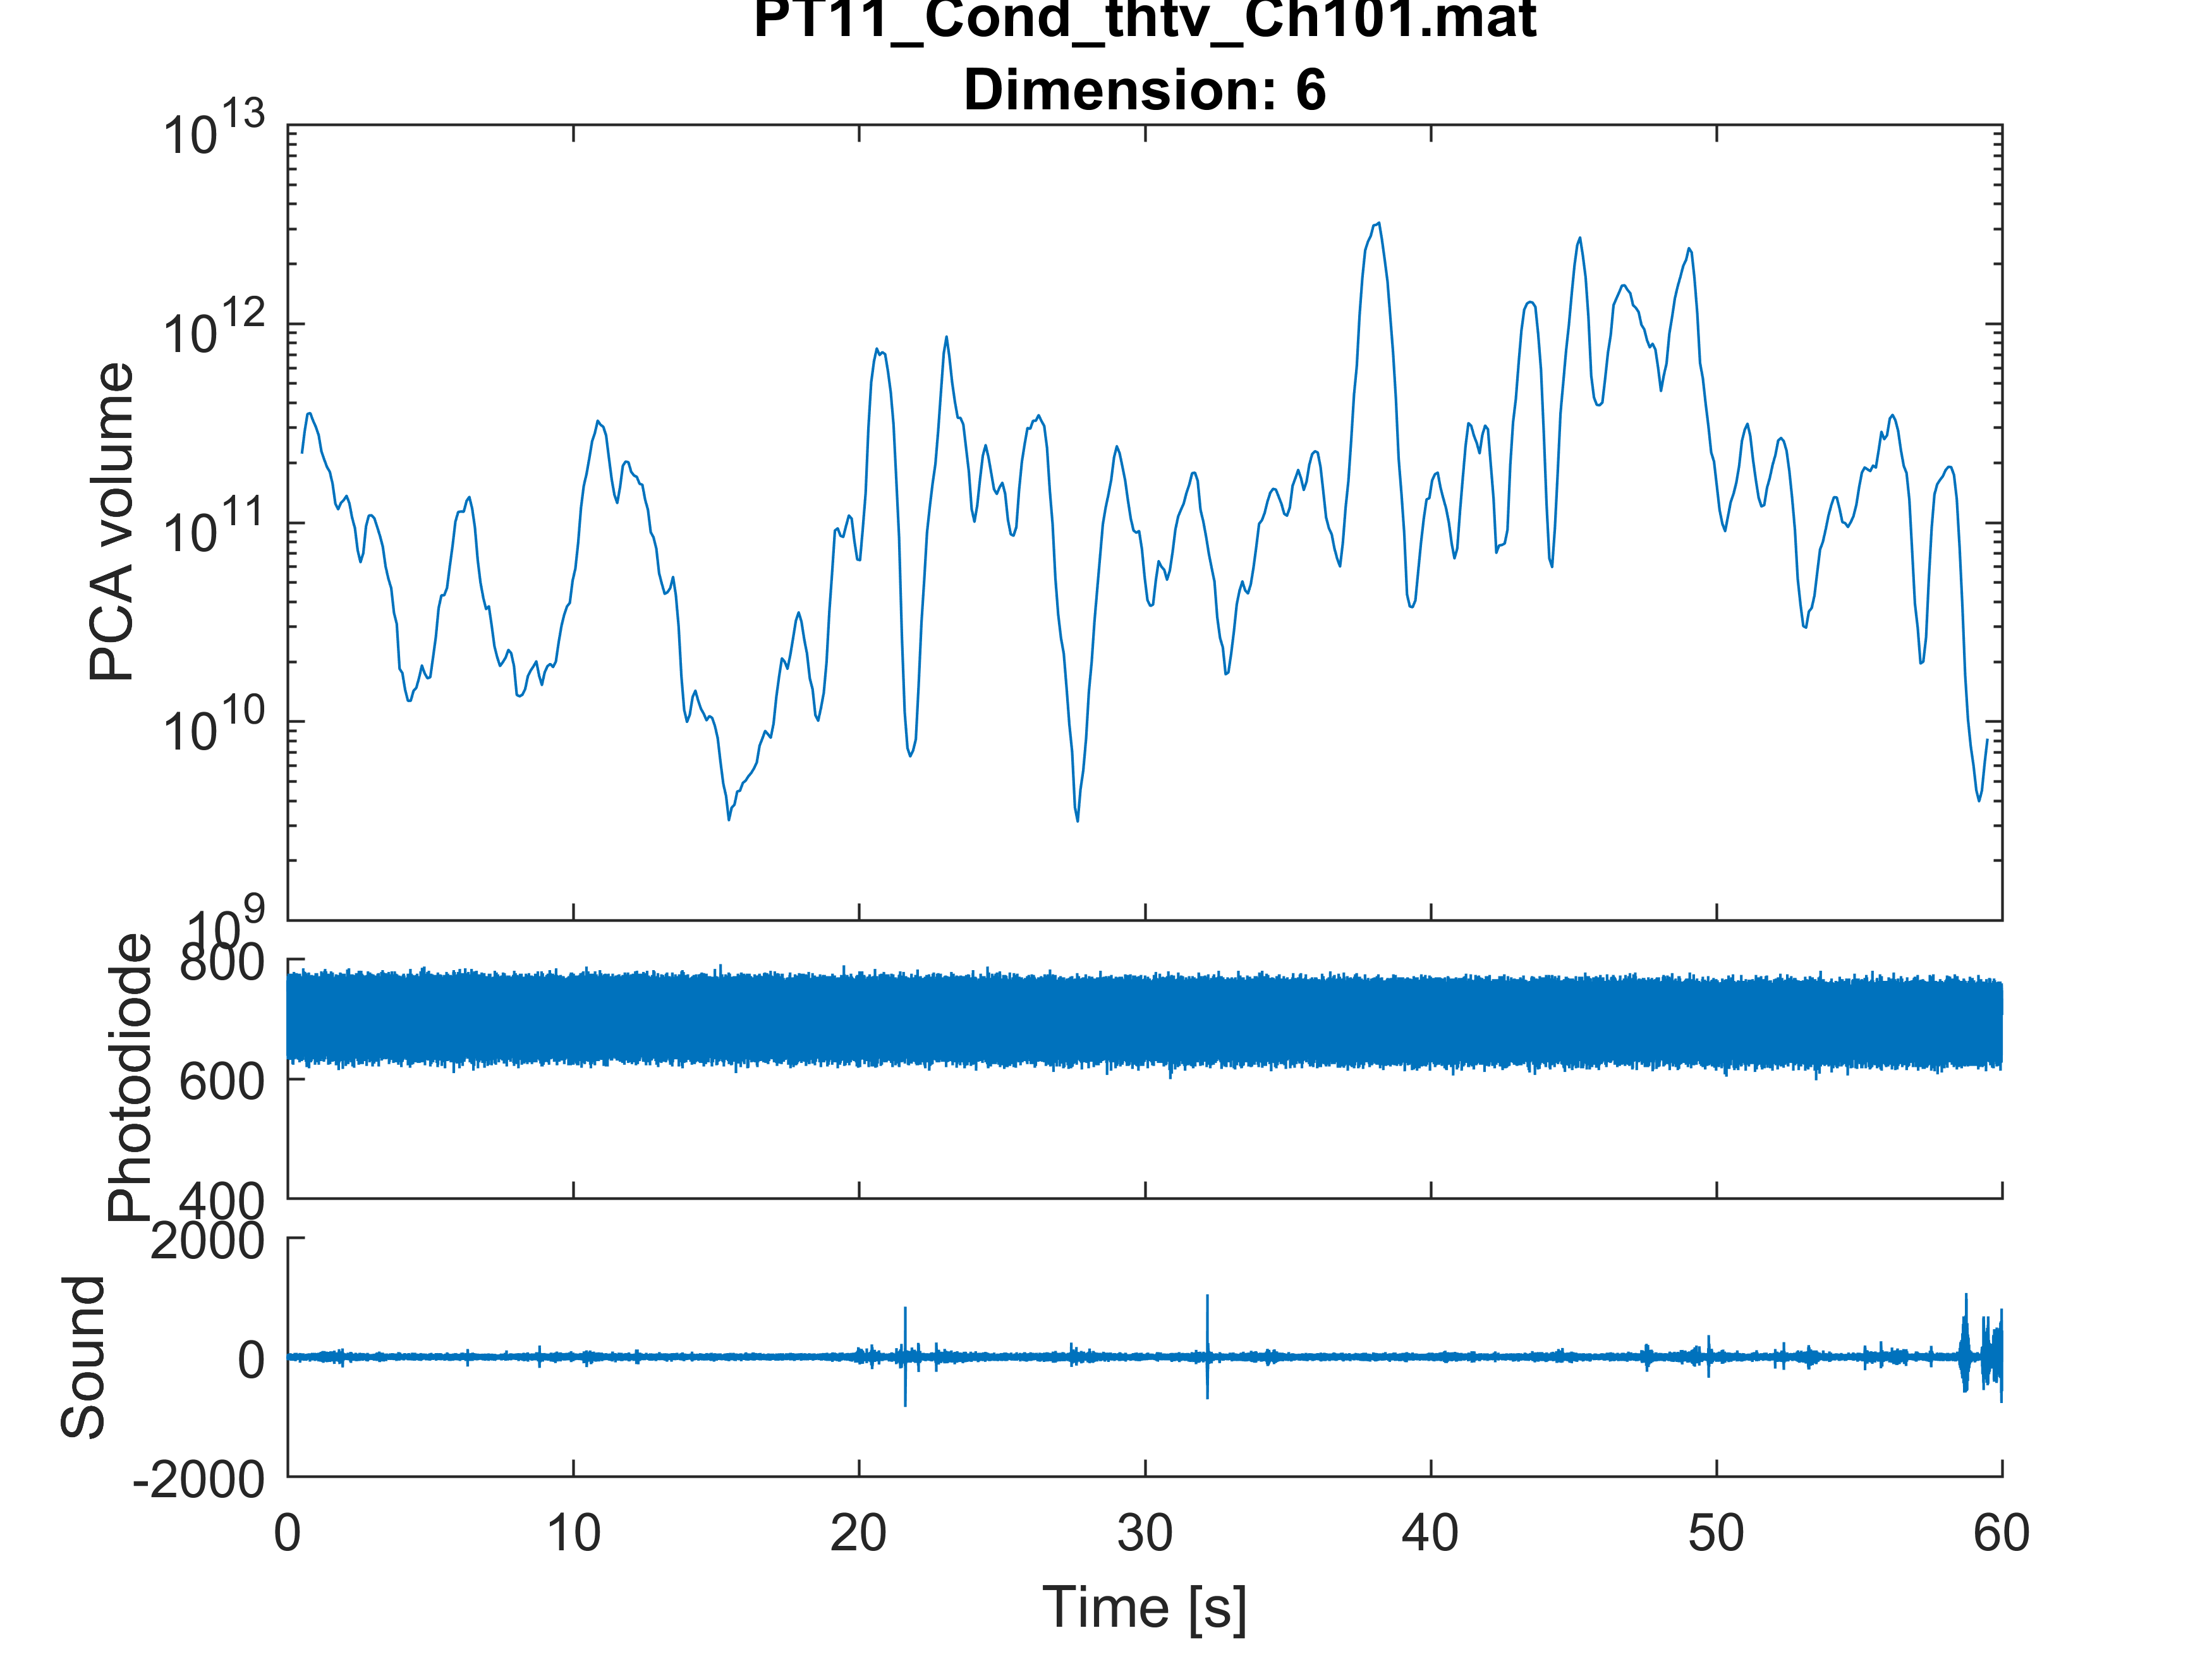 PT11_Cond_thtv_Ch101.mat
Dimension: 6
PCA volume
10^13
10^12
10^11
10^10
10^9
Photodiode
800
600
400
Sound
2000
0
-2000
0 10 20 30 40 50 60
Time [s]